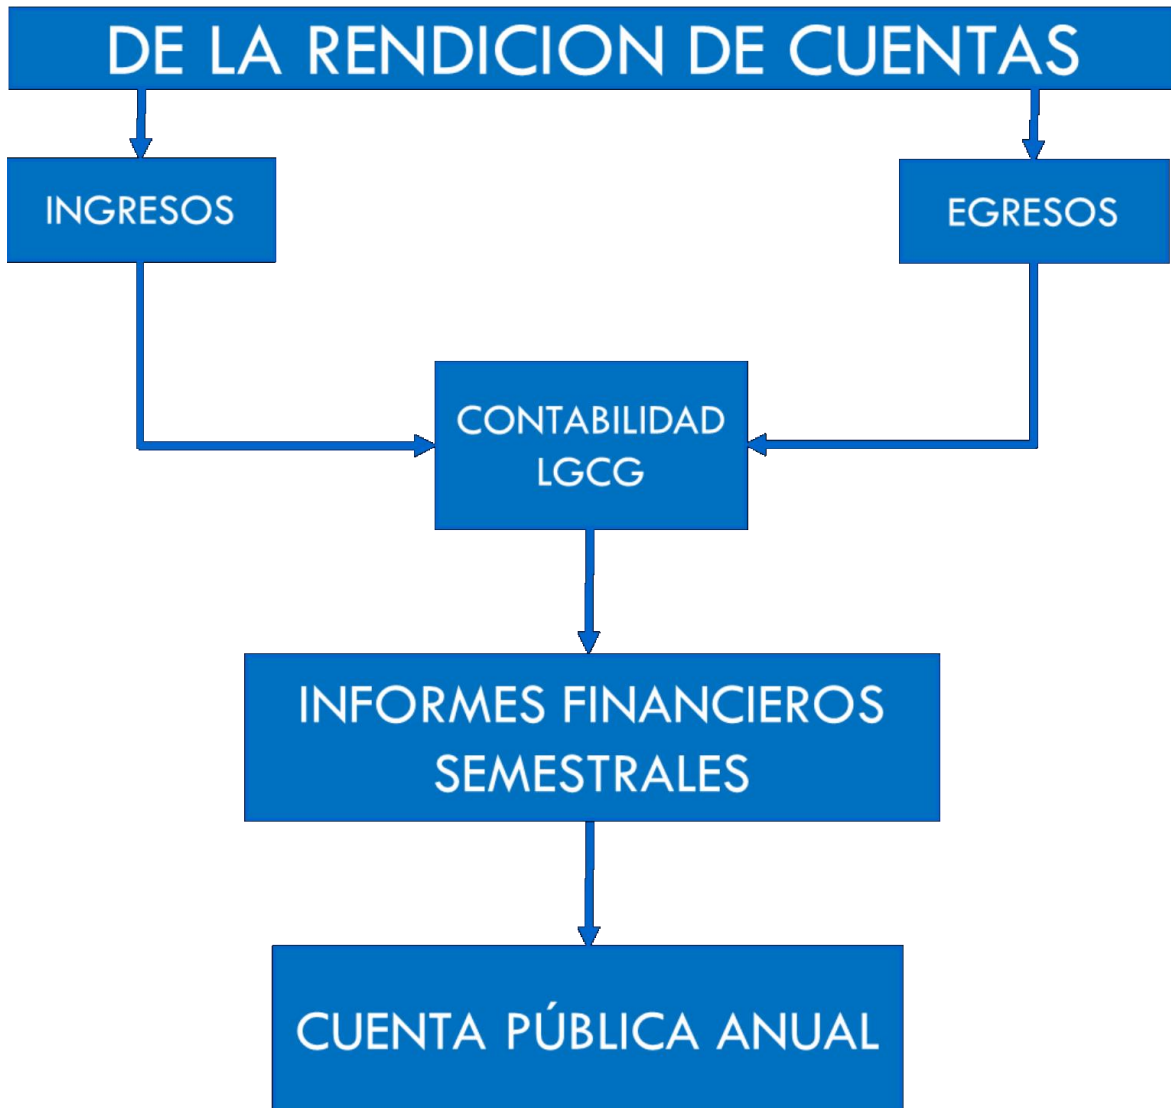 DE LA RENDICION DE CUENTAS
INGRESOS
EGRESOS
CONTABILIDAD
LGCG
INFORMES FINANCIEROS
SEMESTRALES
CUENTA PÚBLICA ANUAL